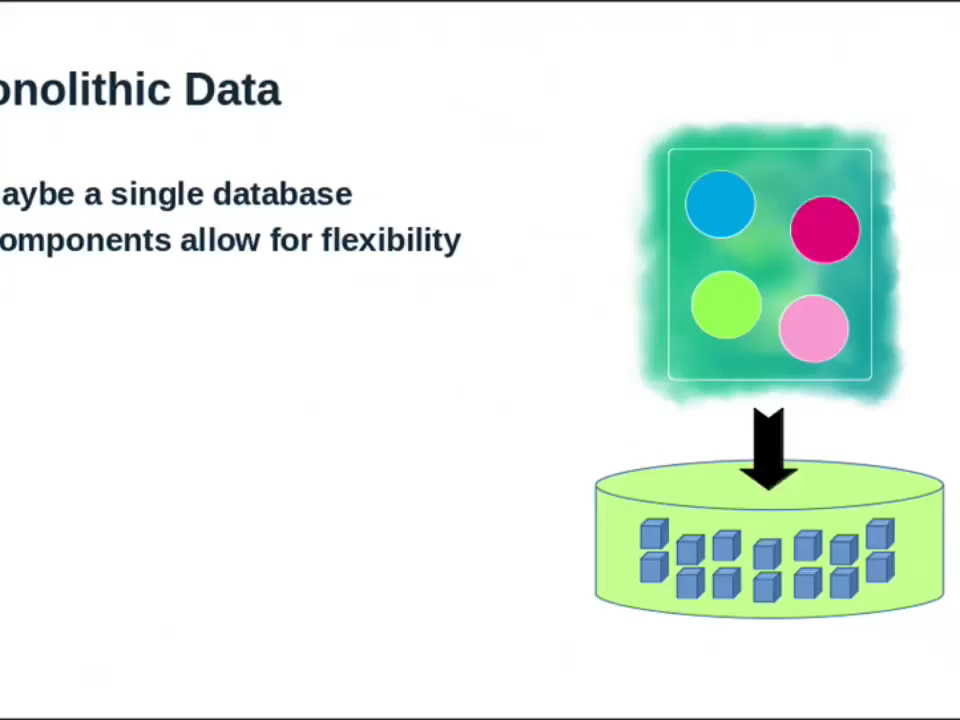 onolithic Data
aybe a single database
omponents allow for flexibility